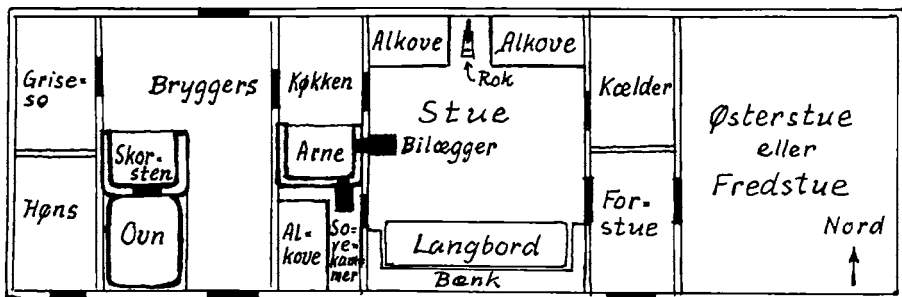 Grise=
so
Høns
Bryggers
Skor=
sten
Ovn
Køkken
Arne
Al=
kove
So=
ve=
kam=
mer
Alkove
Alkove
Rok
Stue
Bilægger
Langbord
Bænk
Kælder
For=
stue
Østerstue
eller
Fredstue
Nord